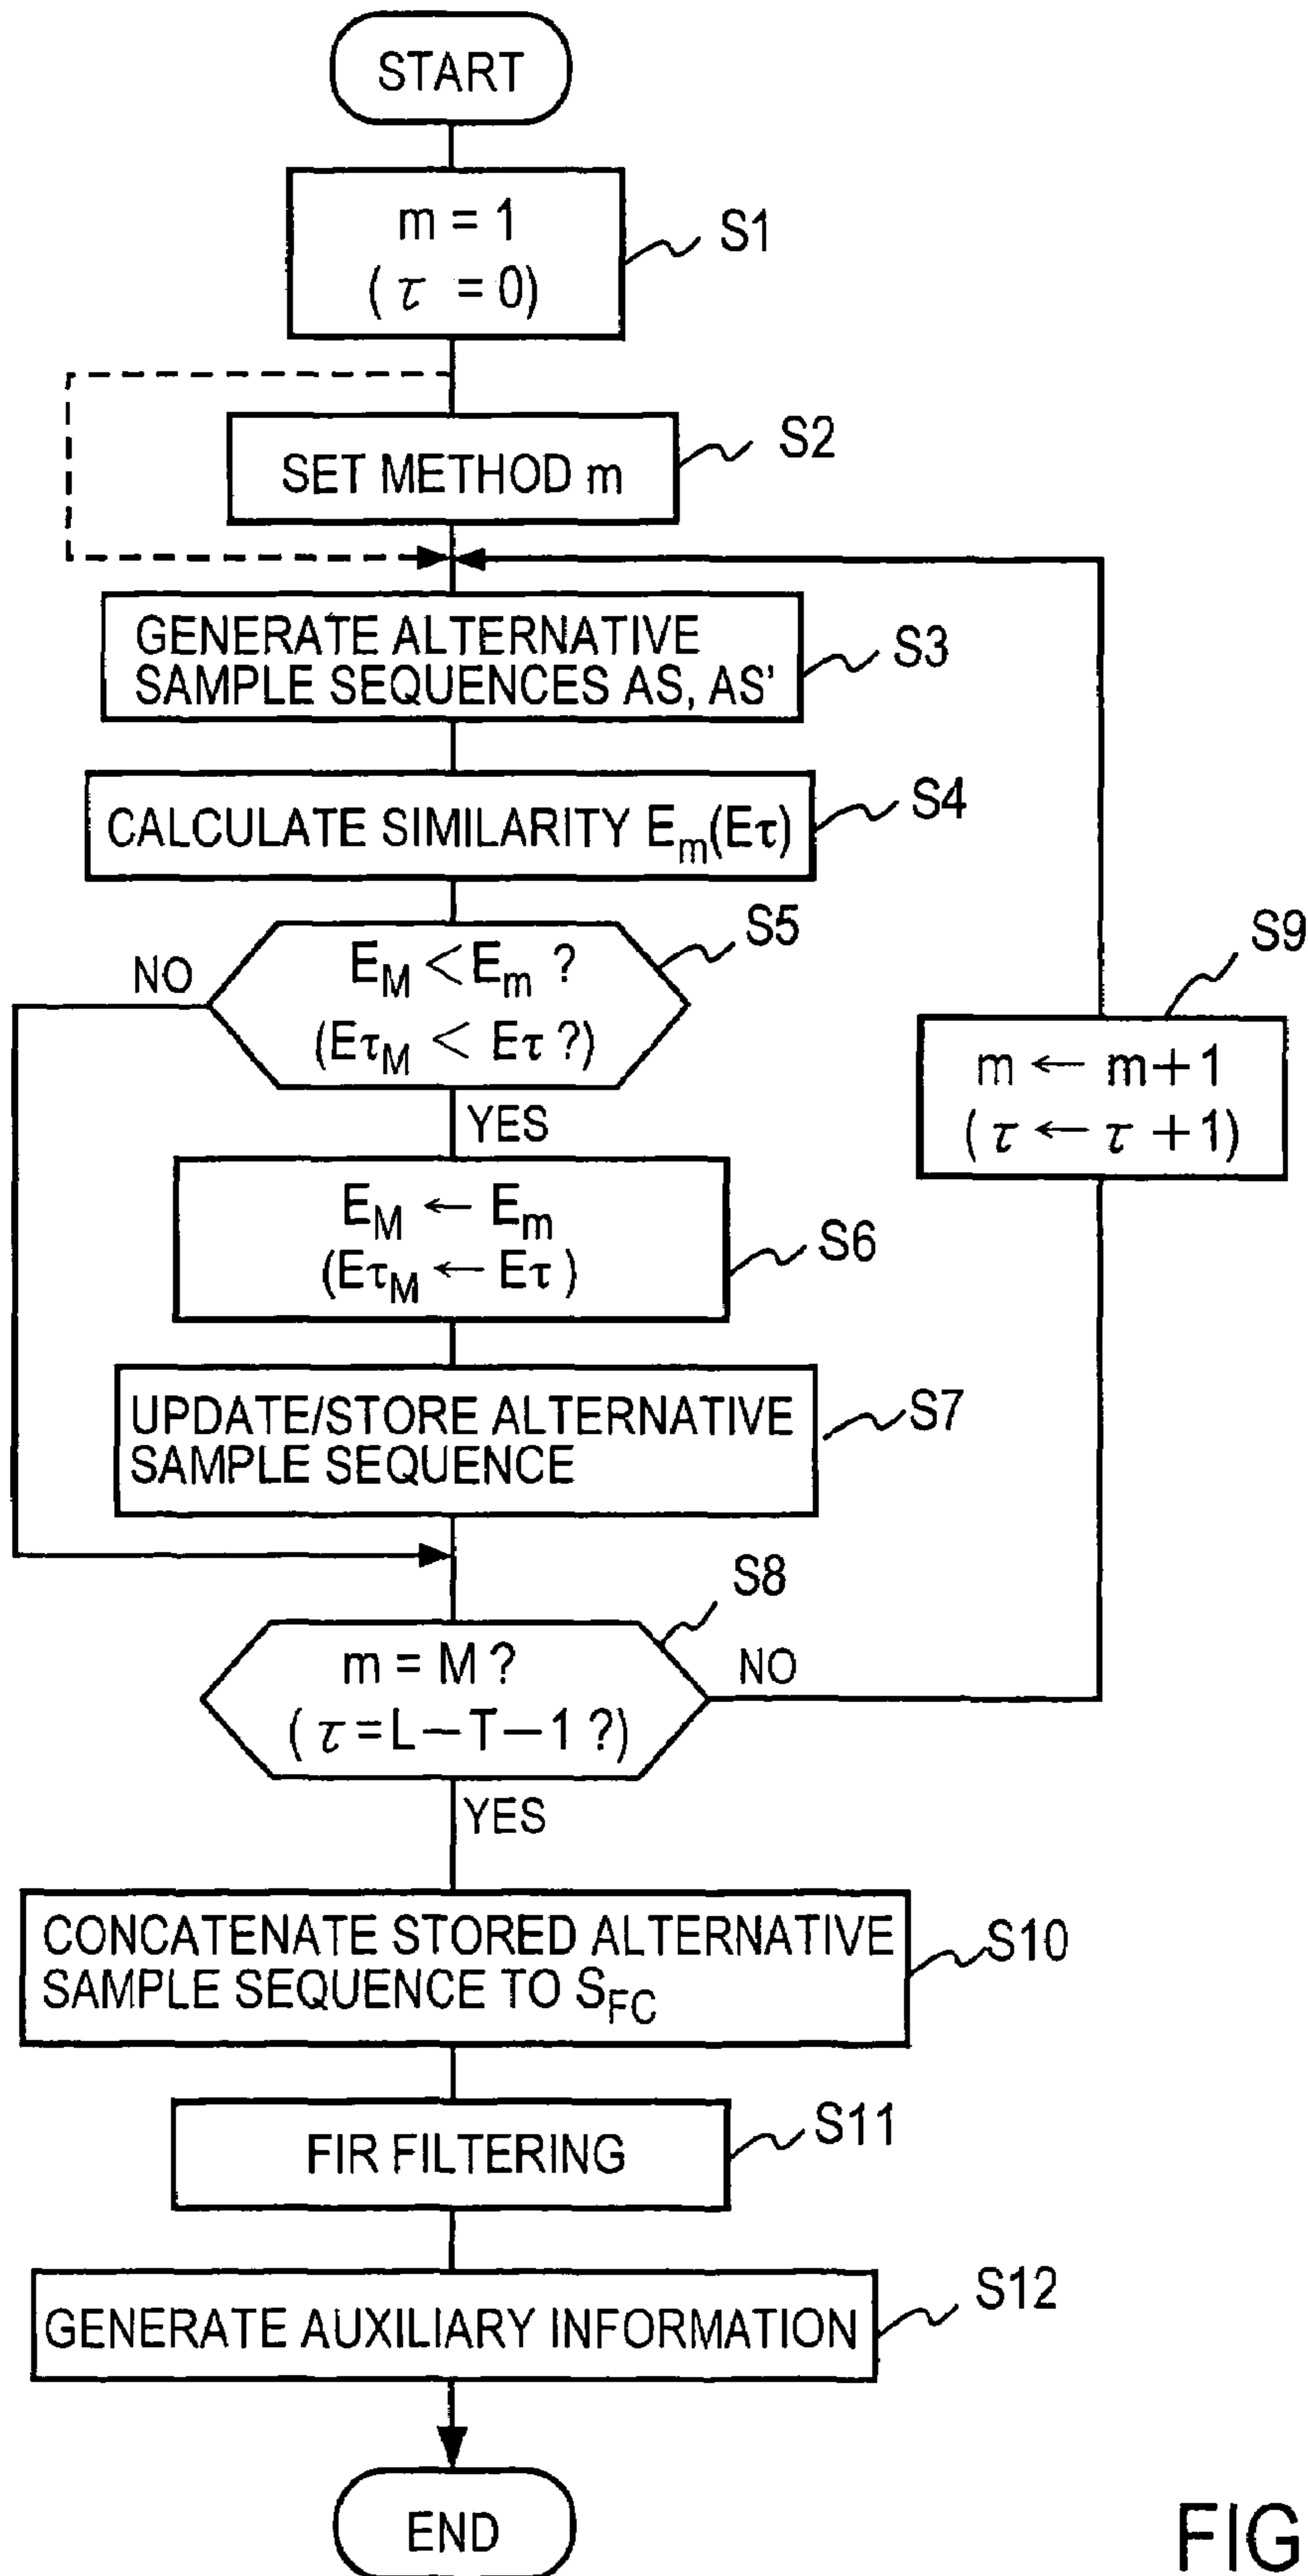 START
m = 1
( τ = 0)
S1
SET METHOD m
S2
GENERATE ALTERNATIVE
SAMPLE SEQUENCES AS, AS'
S3
CALCULATE SIMILARITY Em(Eτ)
S4
EM < Em ?
(EτM < Eτ ?)
S5
NO
YES
S9
m ← m+1
( τ ← τ +1)
EM ← Em
(EτM ← Eτ )
S6
UPDATE/STORE ALTERNATIVE
SAMPLE SEQUENCE
S7
S8
m = M ?
( τ = L − T − 1 ?)
NO
YES
CONCATENATE STORED ALTERNATIVE
SAMPLE SEQUENCE TO SFC
S10
FIR FILTERING
S11
GENERATE AUXILIARY INFORMATION
S12
END
FIG